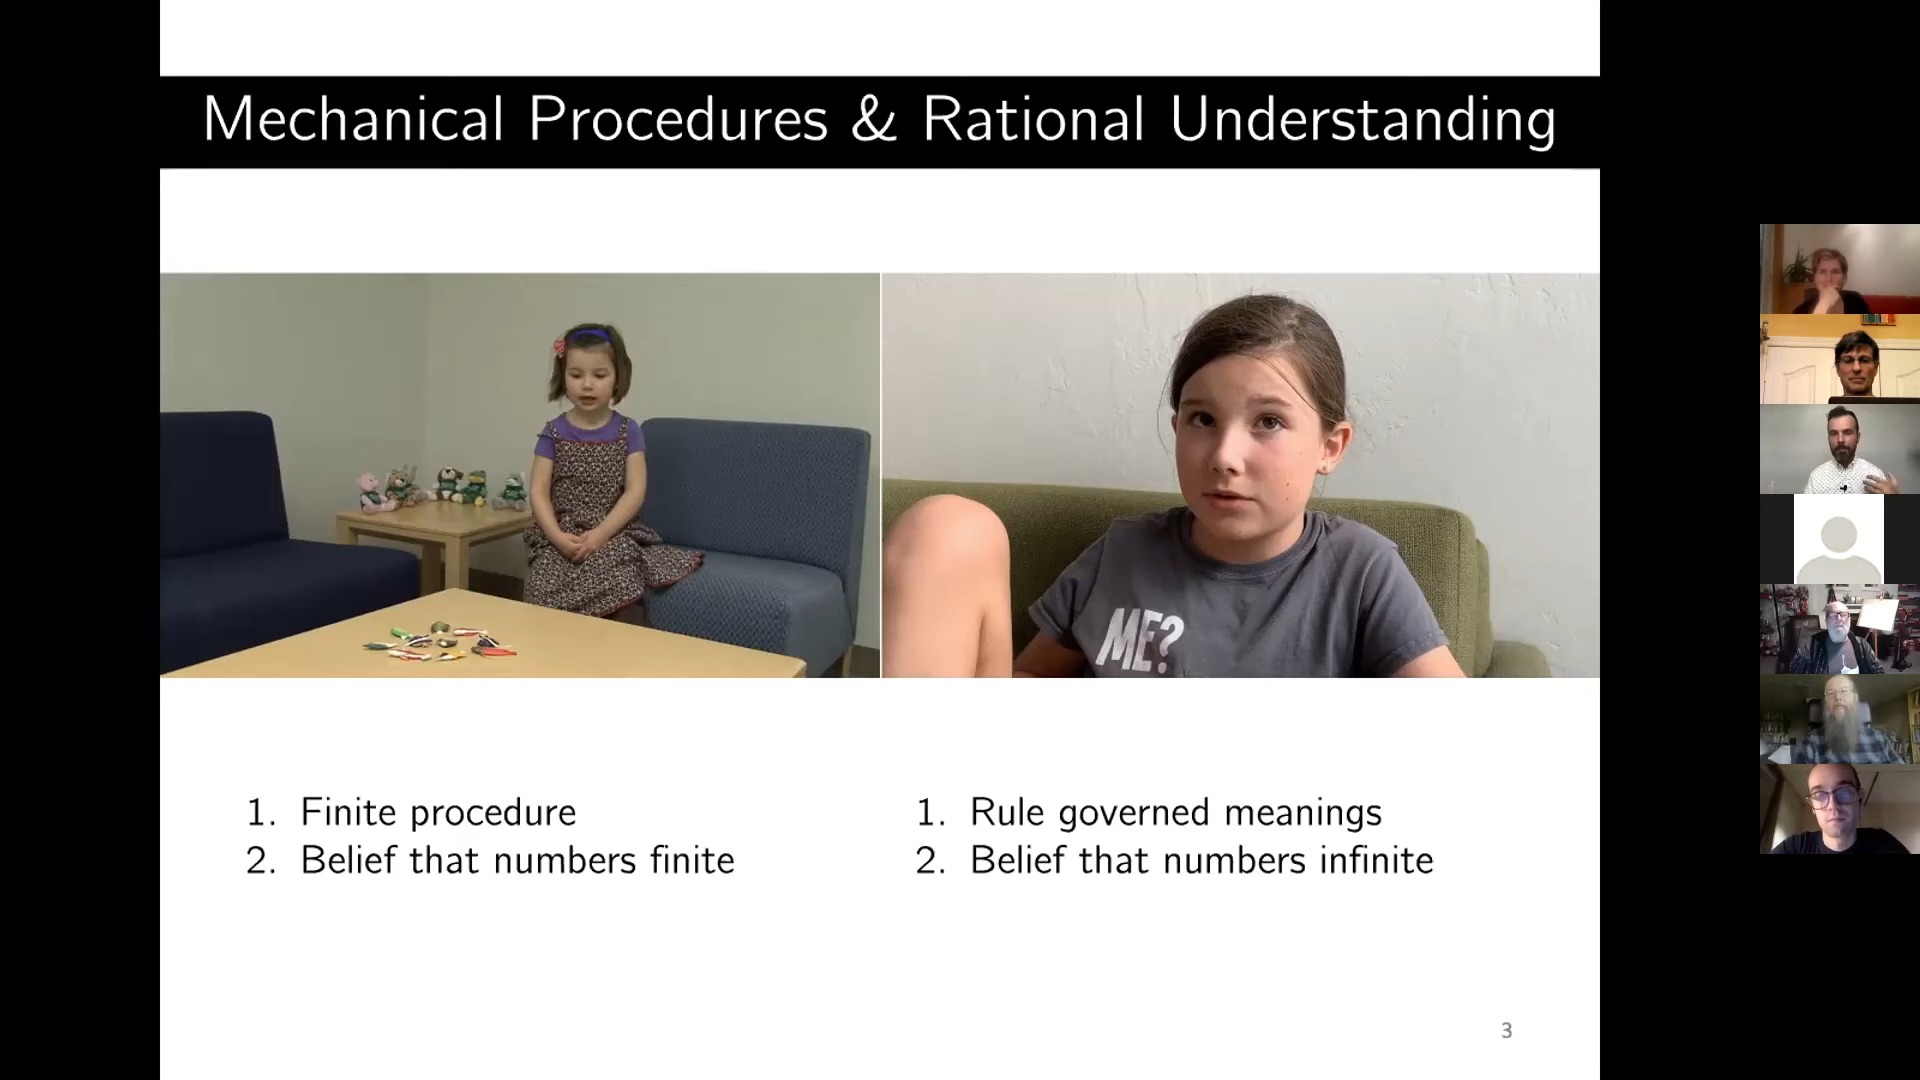 Mechanical Procedures & Rational Understanding
ME?
1. Finite procedure
2. Belief that numbers finite
1. Rule governed meanings
2. Belief that numbers infinite
3